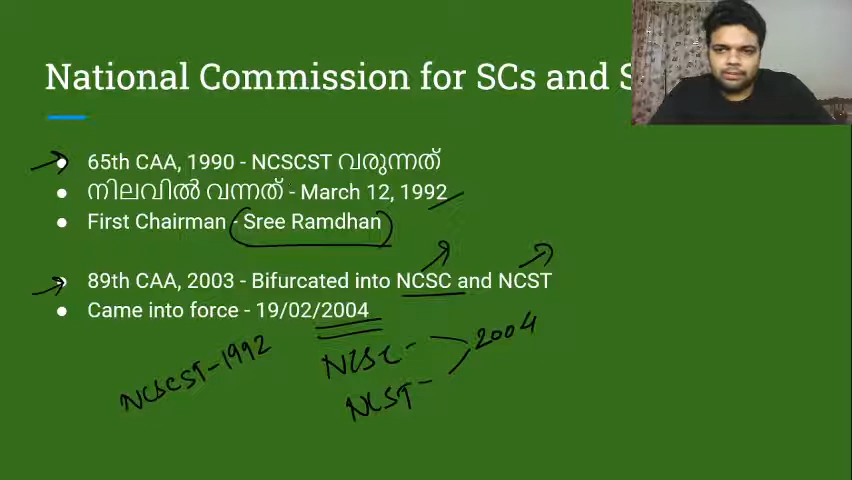 National Commission for SCs and S
65th CAA, 1990 - NCSCST വരുന്നത്
നിലവിൽ വന്നത് - March 12, 1992
First Chairman - Sree Ramdhan
89th CAA, 2003 - Bifurcated into NCSC and NCST
Came into force - 19/02/2004
NCSCST-1992
NCSC - 2004
NCST -